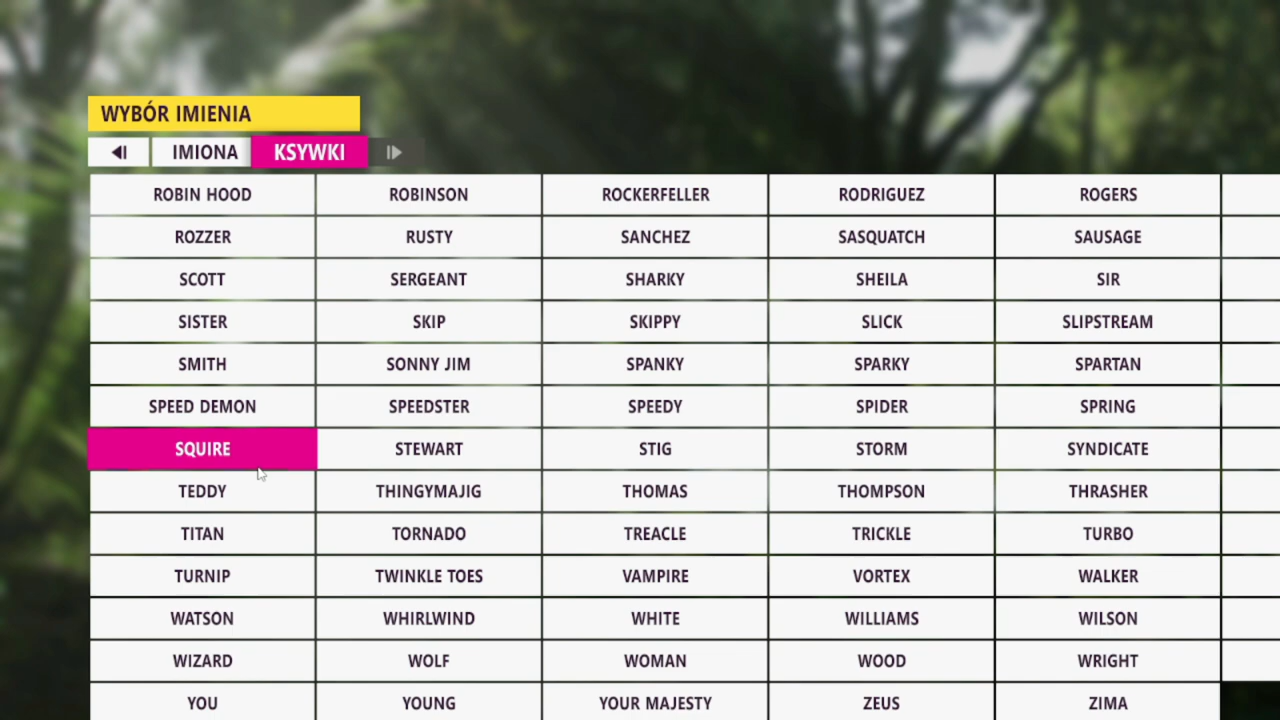 WYBÓR IMIENIA
IMIONA KSYWKI
ROBIN HOOD ROBINSON ROCKERFELLER RODRIGUEZ ROGERS
ROZZER RUSTY SANCHEZ SASQUATCH SAUSAGE
SCOTT SERGEANT SHARKY SHEILA SIR
SISTER SKIP SKIPPY SLICK SLIPSTREAM
SMITH SONNY JIM SPANKY SPARKY SPARTAN
SPEED DEMON SPEEDSTER SPEEDY SPIDER SPRING
SQUIRE STEWART STIG STORM SYNDICATE
TEDDY THINGYMAJIG THOMAS THOMPSON THRASHER
TITAN TORNADO TREACLE TRICKLE TURBO
TURNIP TWINKLE TOES VAMPIRE VORTEX WALKER
WATSON WHIRLWIND WHITE WILLIAMS WILSON
WIZARD WOLF WOMAN WOOD WRIGHT
YOU YOUNG YOUR MAJESTY ZEUS ZIMA